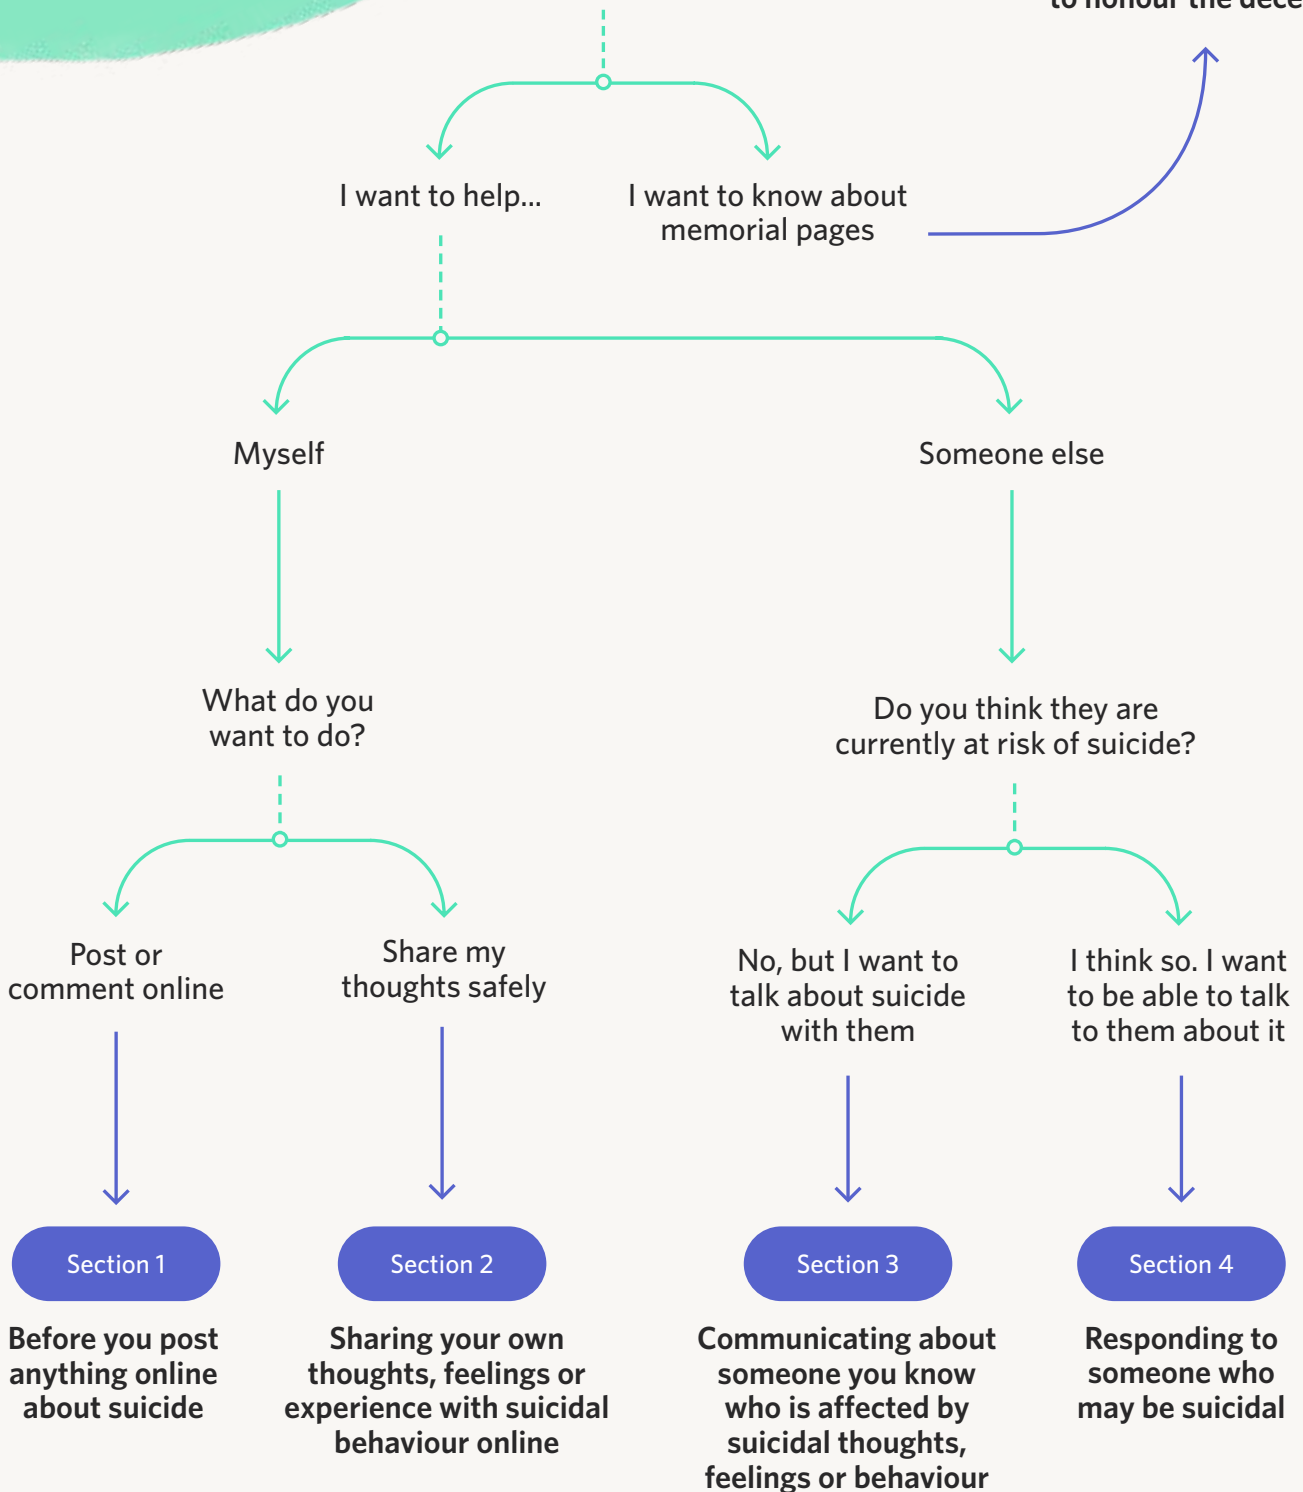 to honour the
I want to help...
I want to know about
memorial pages
Myself
Someone else
What do you
want to do?
Do you think they are
currently at risk of suicide?
Post or
comment online
Share my
thoughts safely
No, but I want to
talk about suicide
with them
I think so. I want
to be able to talk
to them about it
Section 1
Before you post
anything online
about suicide
Section 2
Sharing your own
thoughts, feelings or
experience with suicidal
behaviour online
Section 3
Communicating about
someone you know
who is affected by
suicidal thoughts,
feelings or behaviour
Section 4
Responding to
someone who
may be suicidal